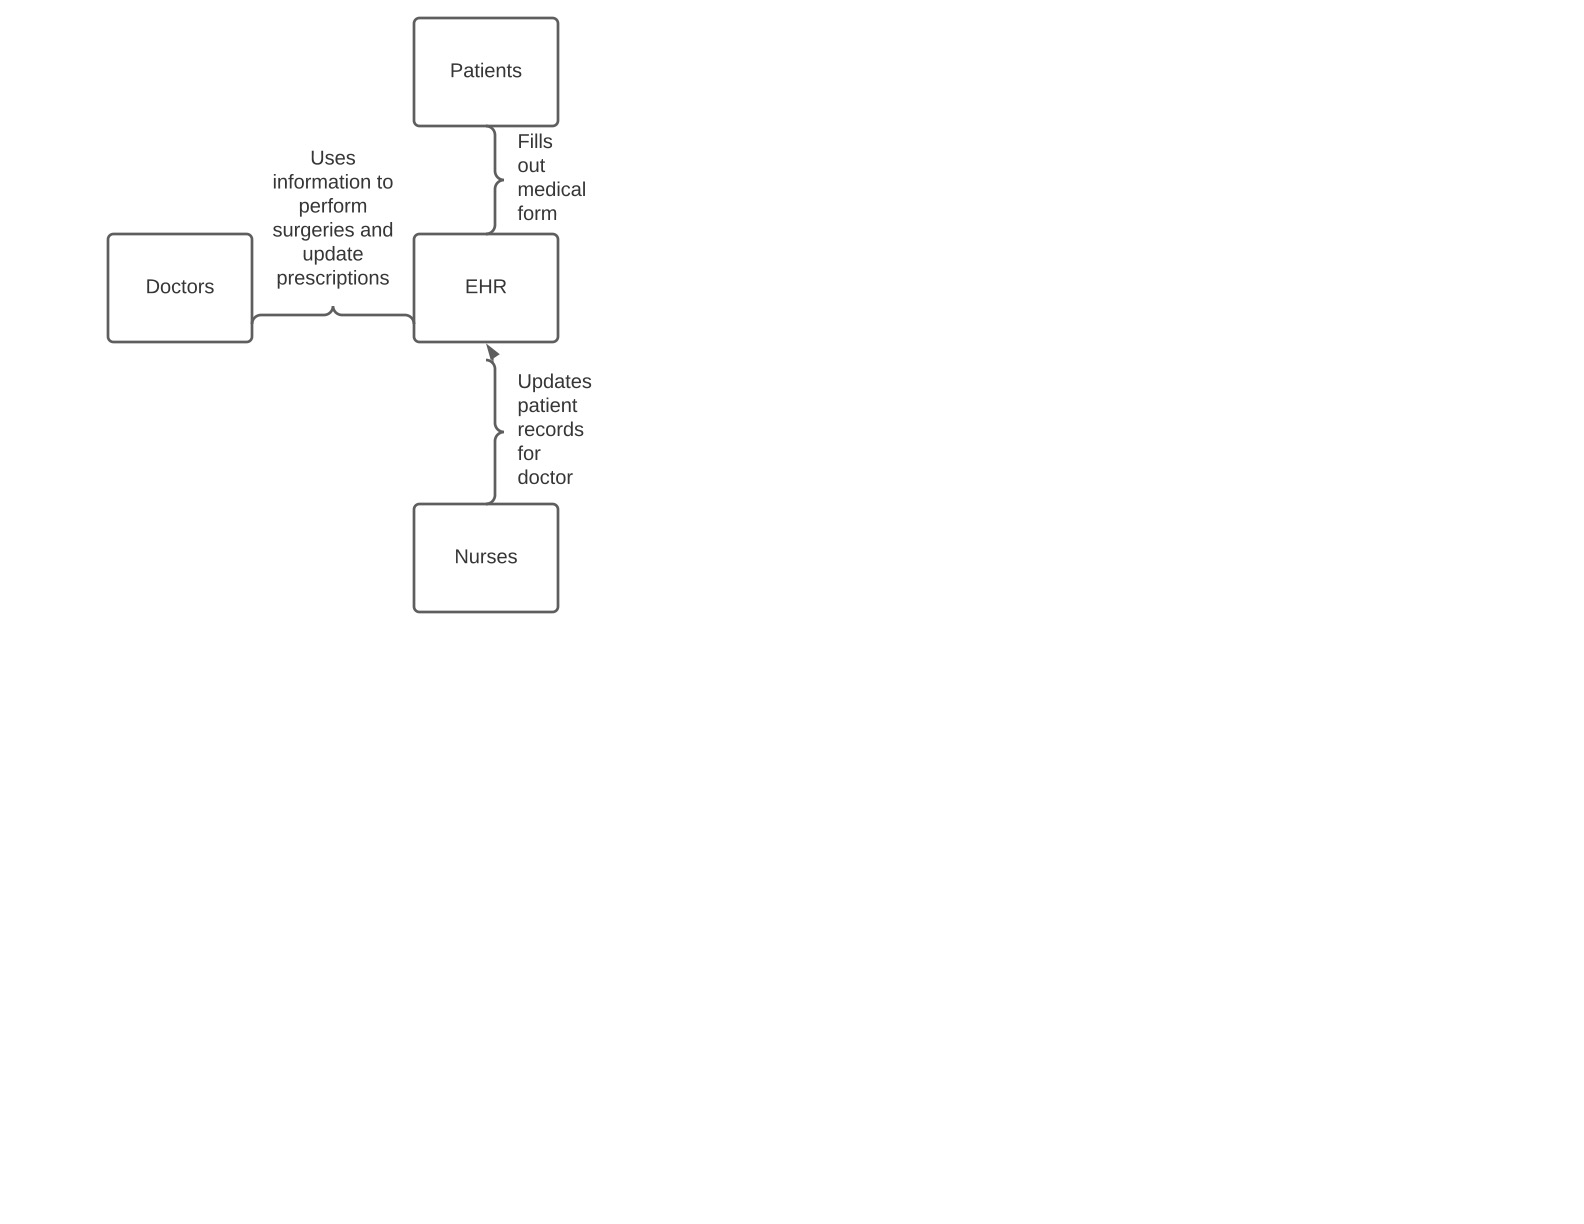 Patients
Fills
out
medical
form
Uses
information to
perform
surgeries and
update
prescriptions
Doctors
EHR
Updates
patient
records
for
doctor
Nurses